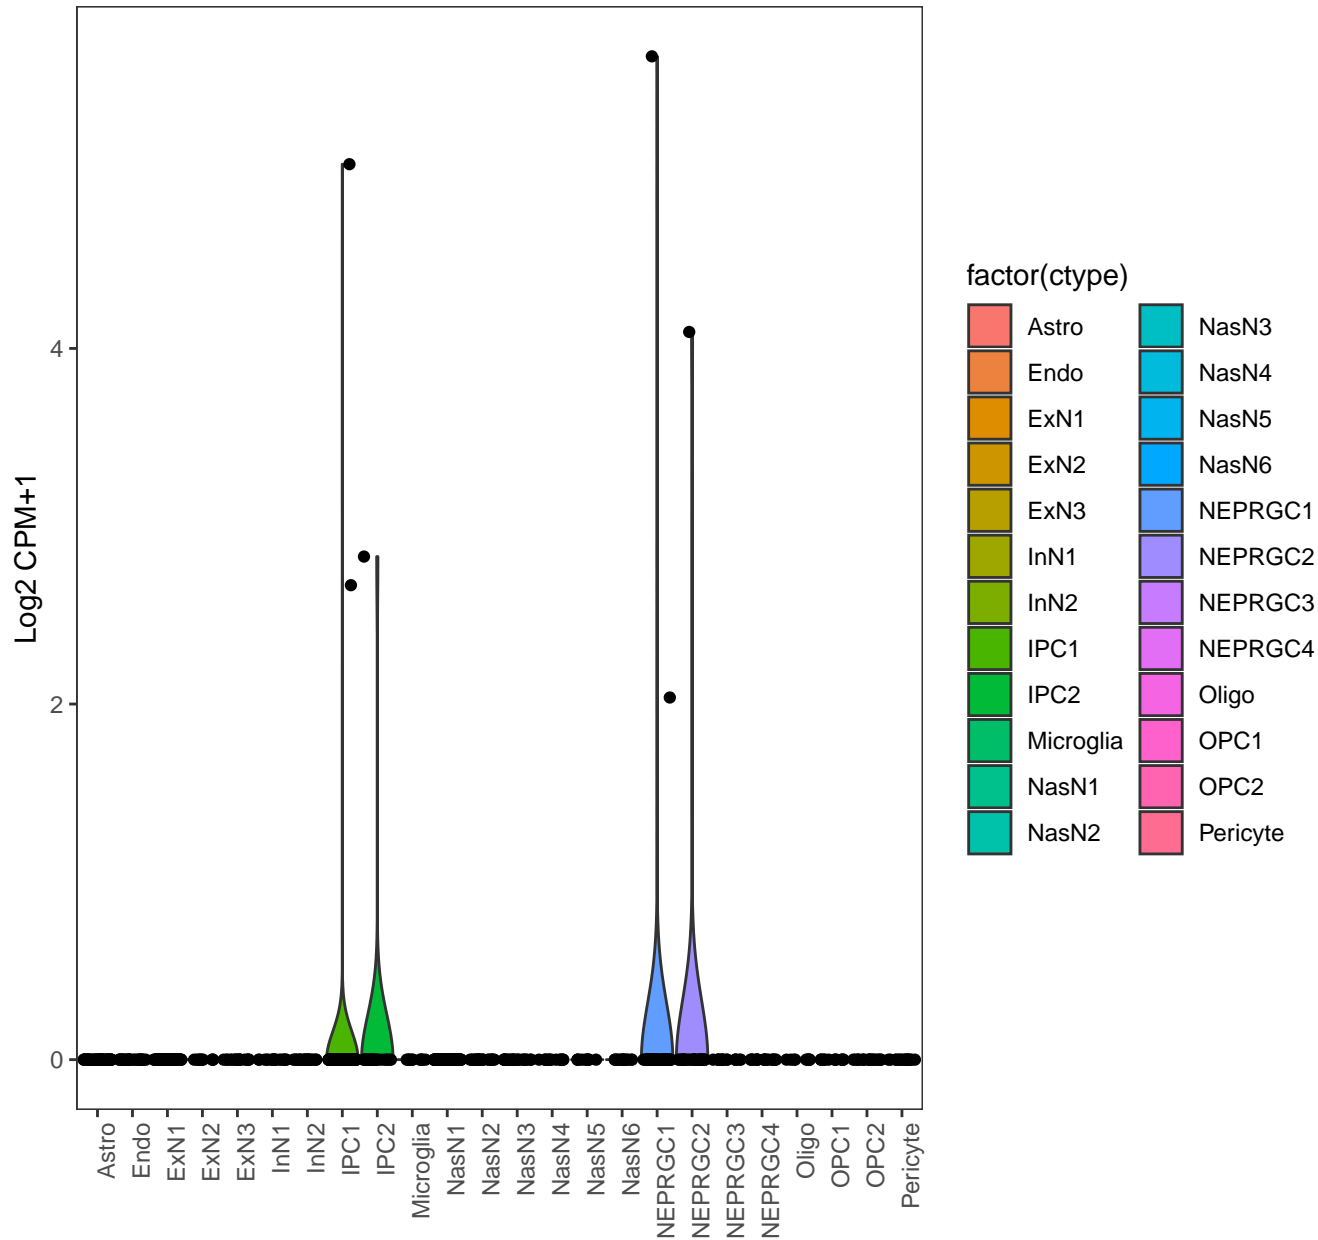 Log2 CPM+1
4
2
0
Astro
Endo
ExN1
ExN2
ExN3
InN1
InN2
IPC1
IPC2
Microglia
NasN1
NasN2
NasN3
NasN4
NasN5
NasN6
NEPRGC1
NEPRGC2
NEPRGC3
NEPRGC4
Oligo
OPC1
OPC2
Pericyte
factor(ctype)
Astro
Endo
ExN1
ExN2
ExN3
InN1
InN2
IPC1
IPC2
Microglia
NasN1
NasN2
NasN3
NasN4
NasN5
NasN6
NEPRGC1
NEPRGC2
NEPRGC3
NEPRGC4
Oligo
OPC1
OPC2
Pericyte